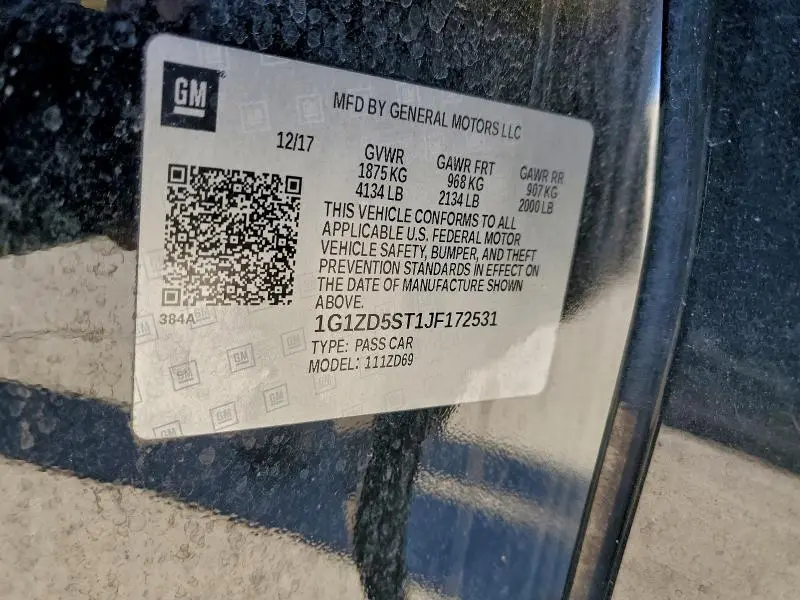 GM
MFD BY GENERAL MOTORS LLC
12/17
GVWR GAWR FRT GAWR RR
1875 KG 968 KG 907 KG
4134 LB 2134 LB 2000 LB
THIS VEHICLE CONFORMS TO ALL
APPLICABLE U.S. FEDERAL MOTOR
VEHICLE SAFETY, BUMPER, AND THEFT
PREVENTION STANDARDS IN EFFECT ON
THE DATE OF MANUFACTURE SHOWN
ABOVE.
384A
1G1ZD5ST1JF172531
TYPE: PASS CAR
MODEL: 111ZD69